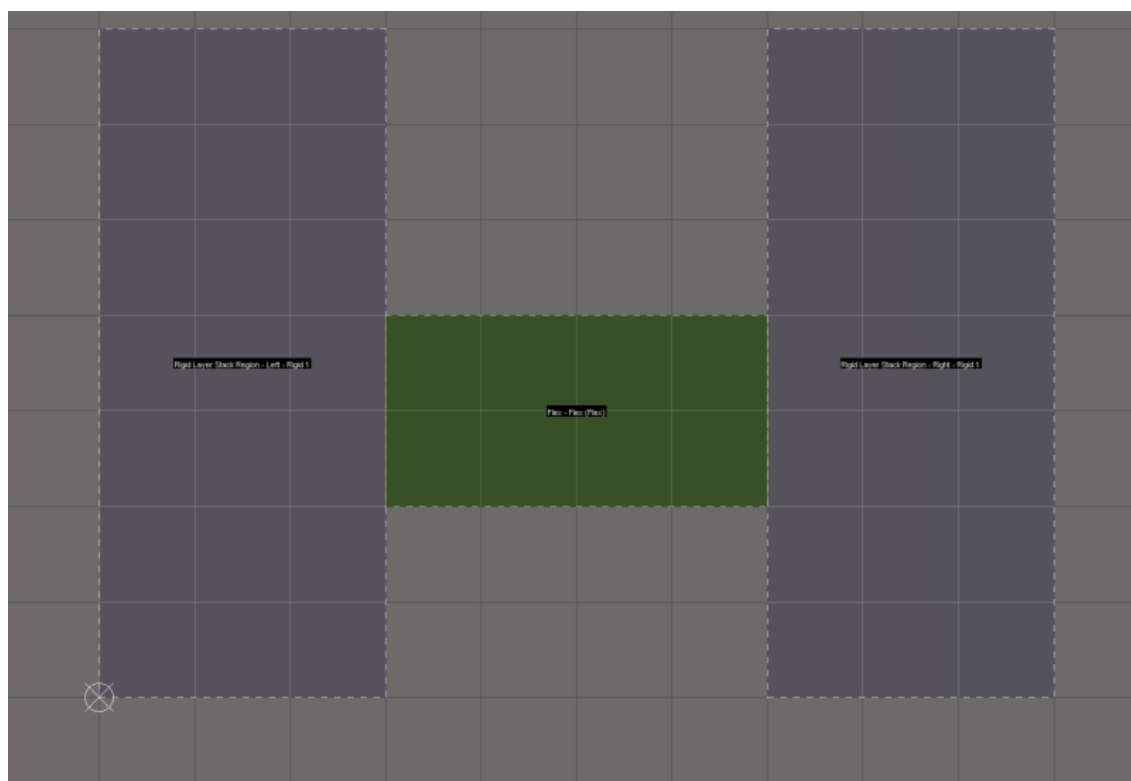 Rigid Layer Stack Region - Left - Rigid 1
Rigid Layer Stack Region - Right - Rigid 1
Flex - Flex (Flex)